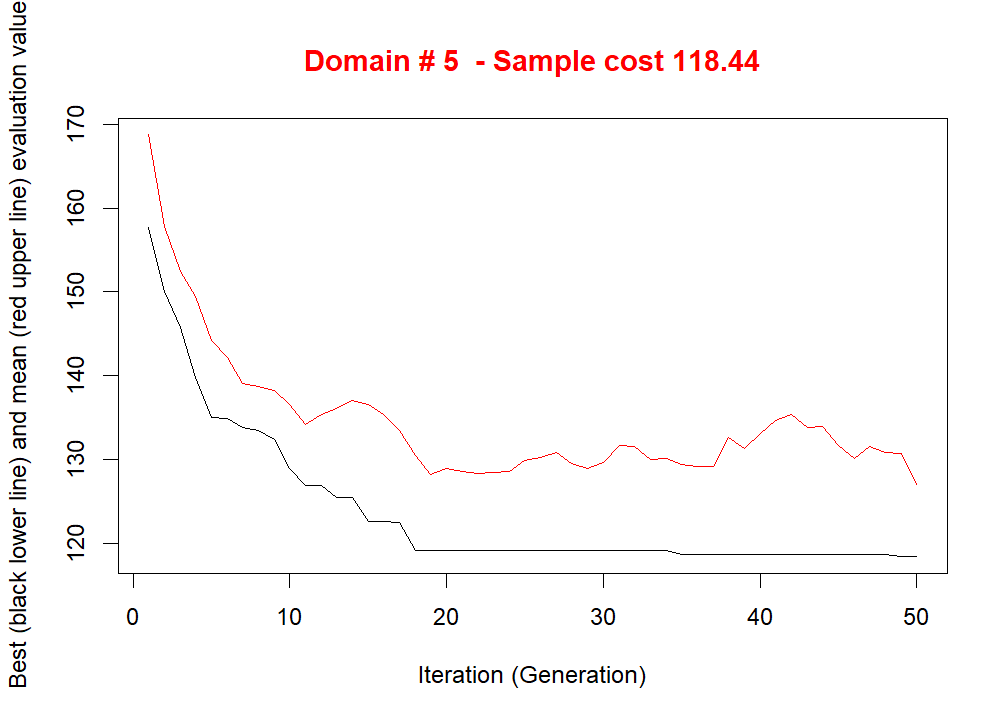 Domain # 5  - Sample cost 118.44
Best (black lower line) and mean (red upper line) evaluation value
170
160
150
140
130
120
0 10 20 30 40 50
Iteration (Generation)